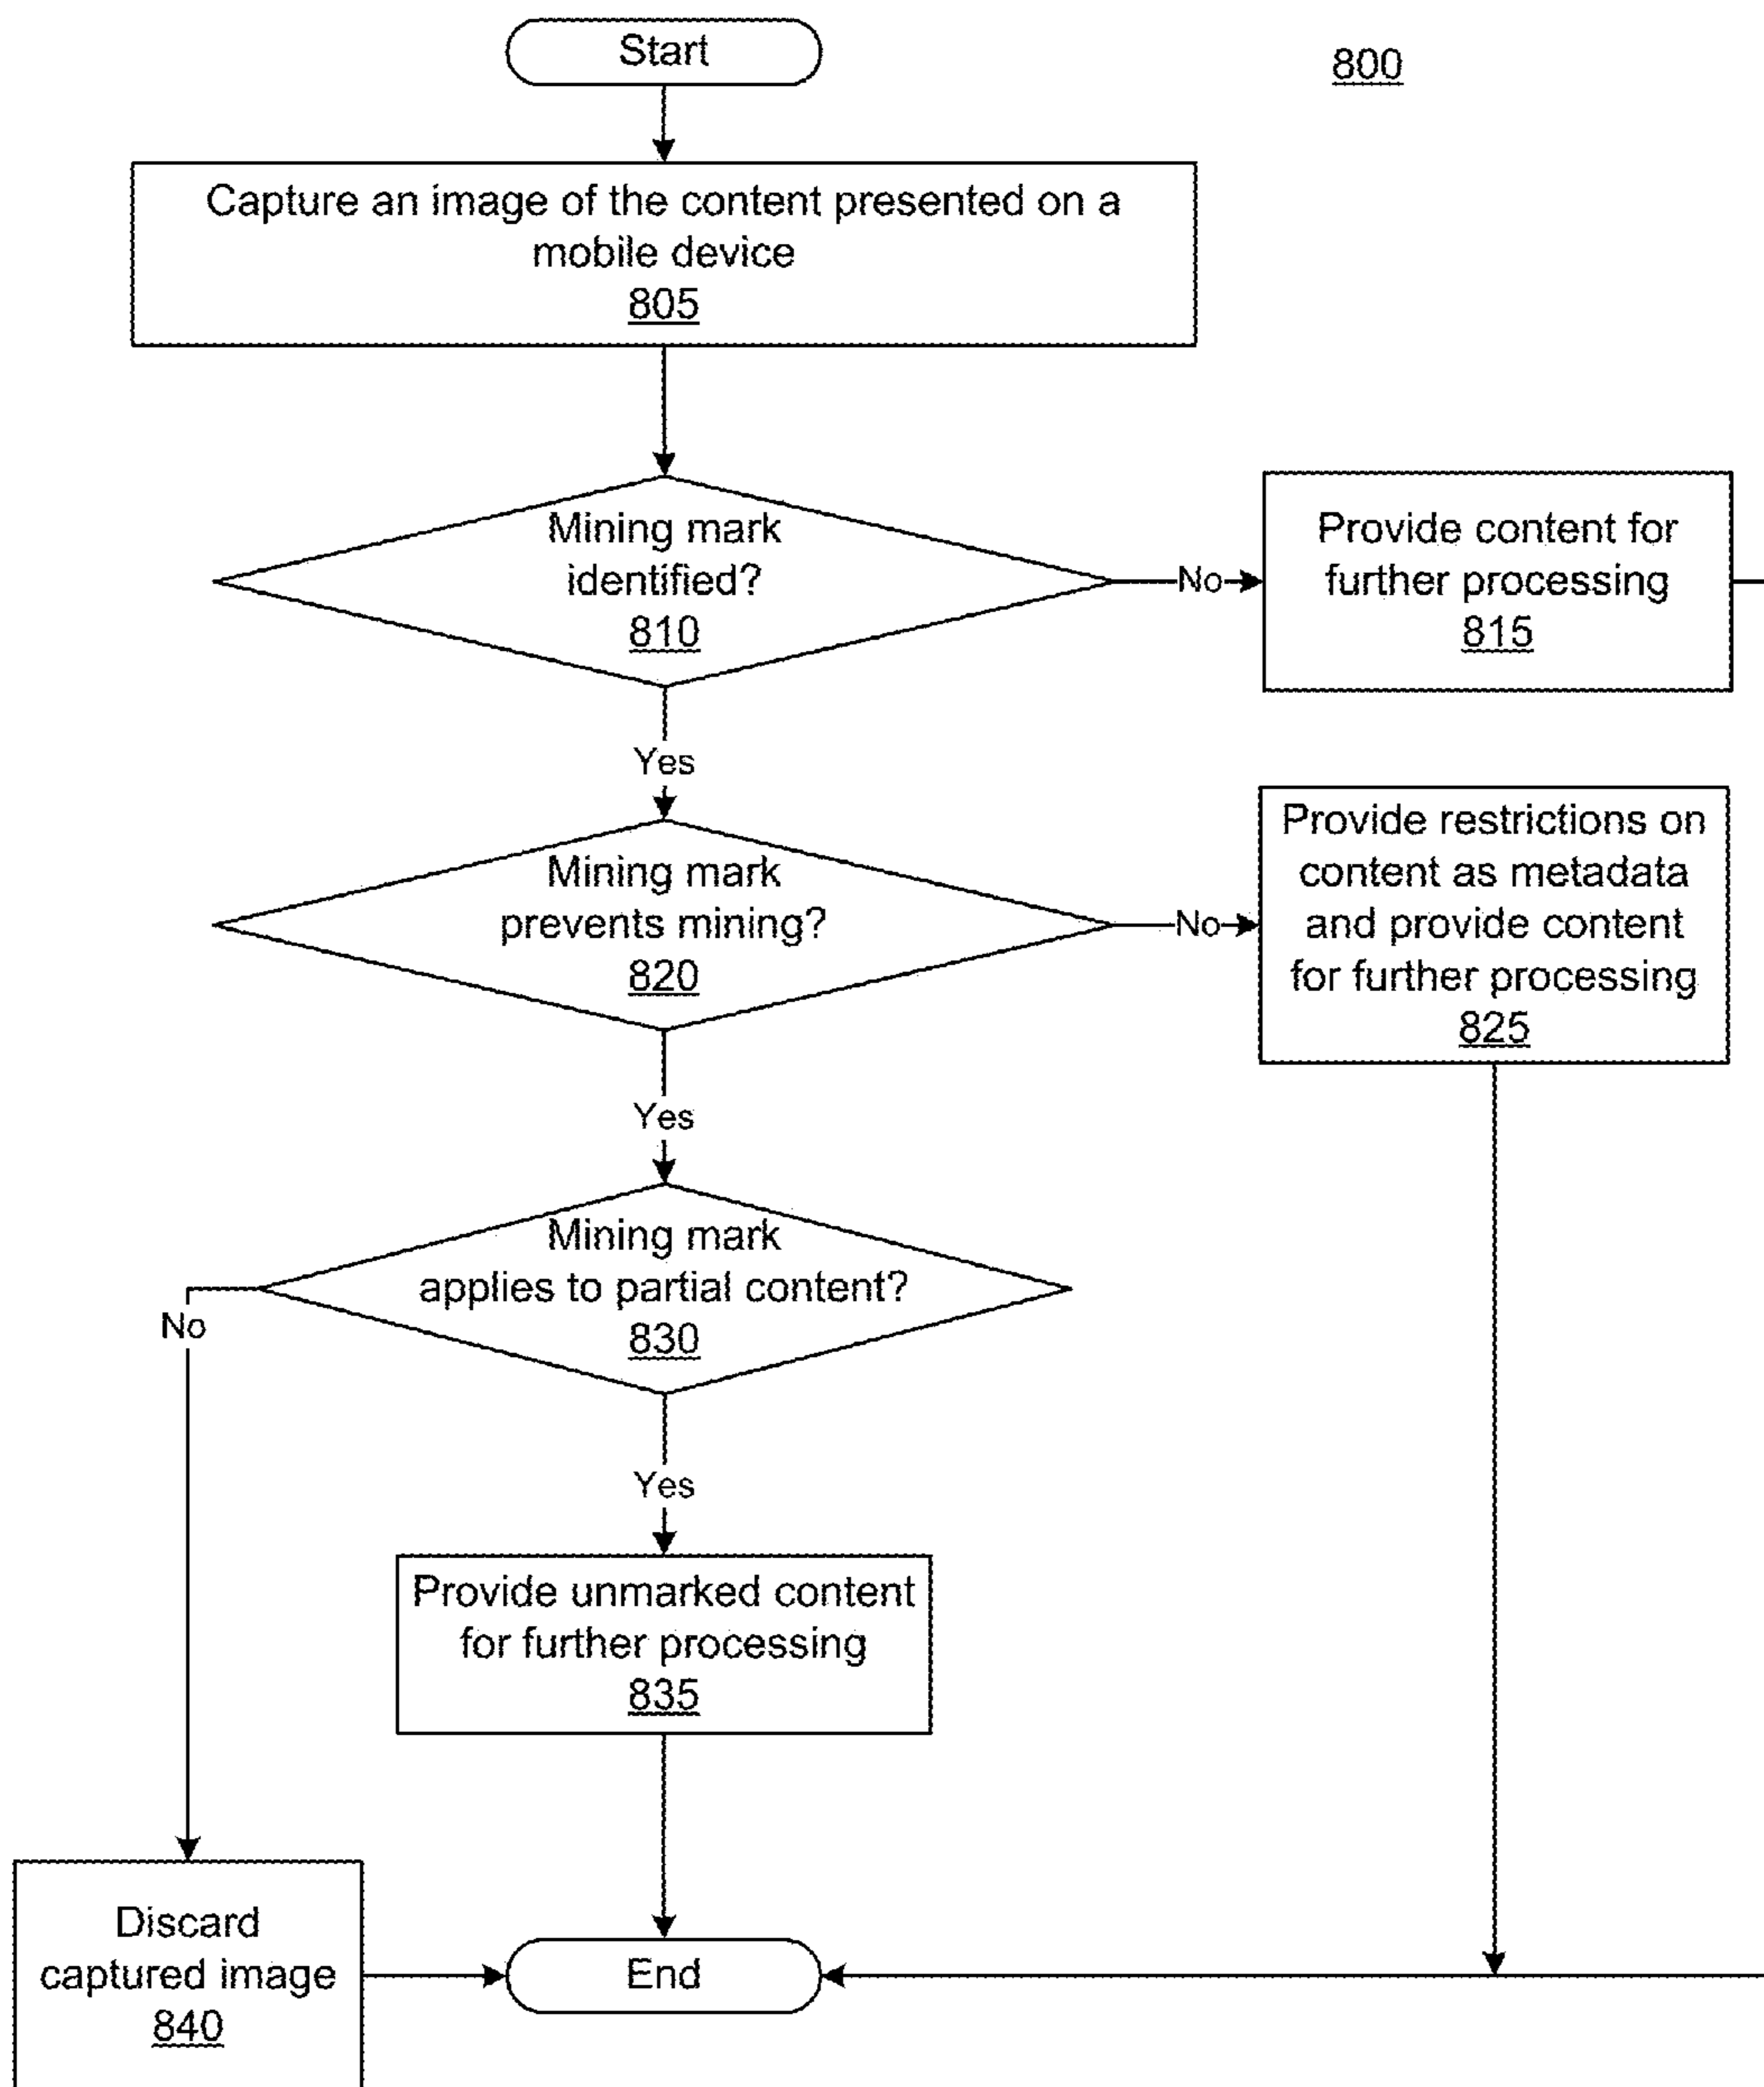 Start
800
Capture an image of the content presented on a
mobile device
805
Mining mark
identified?
810
No
Provide content for
further processing
815
Yes
Mining mark
prevents mining?
820
No
Provide restrictions on
content as metadata
and provide content
for further processing
825
Yes
Mining mark
applies to partial content?
830
No
Yes
Provide unmarked content
for further processing
835
Discard
captured image
840
End